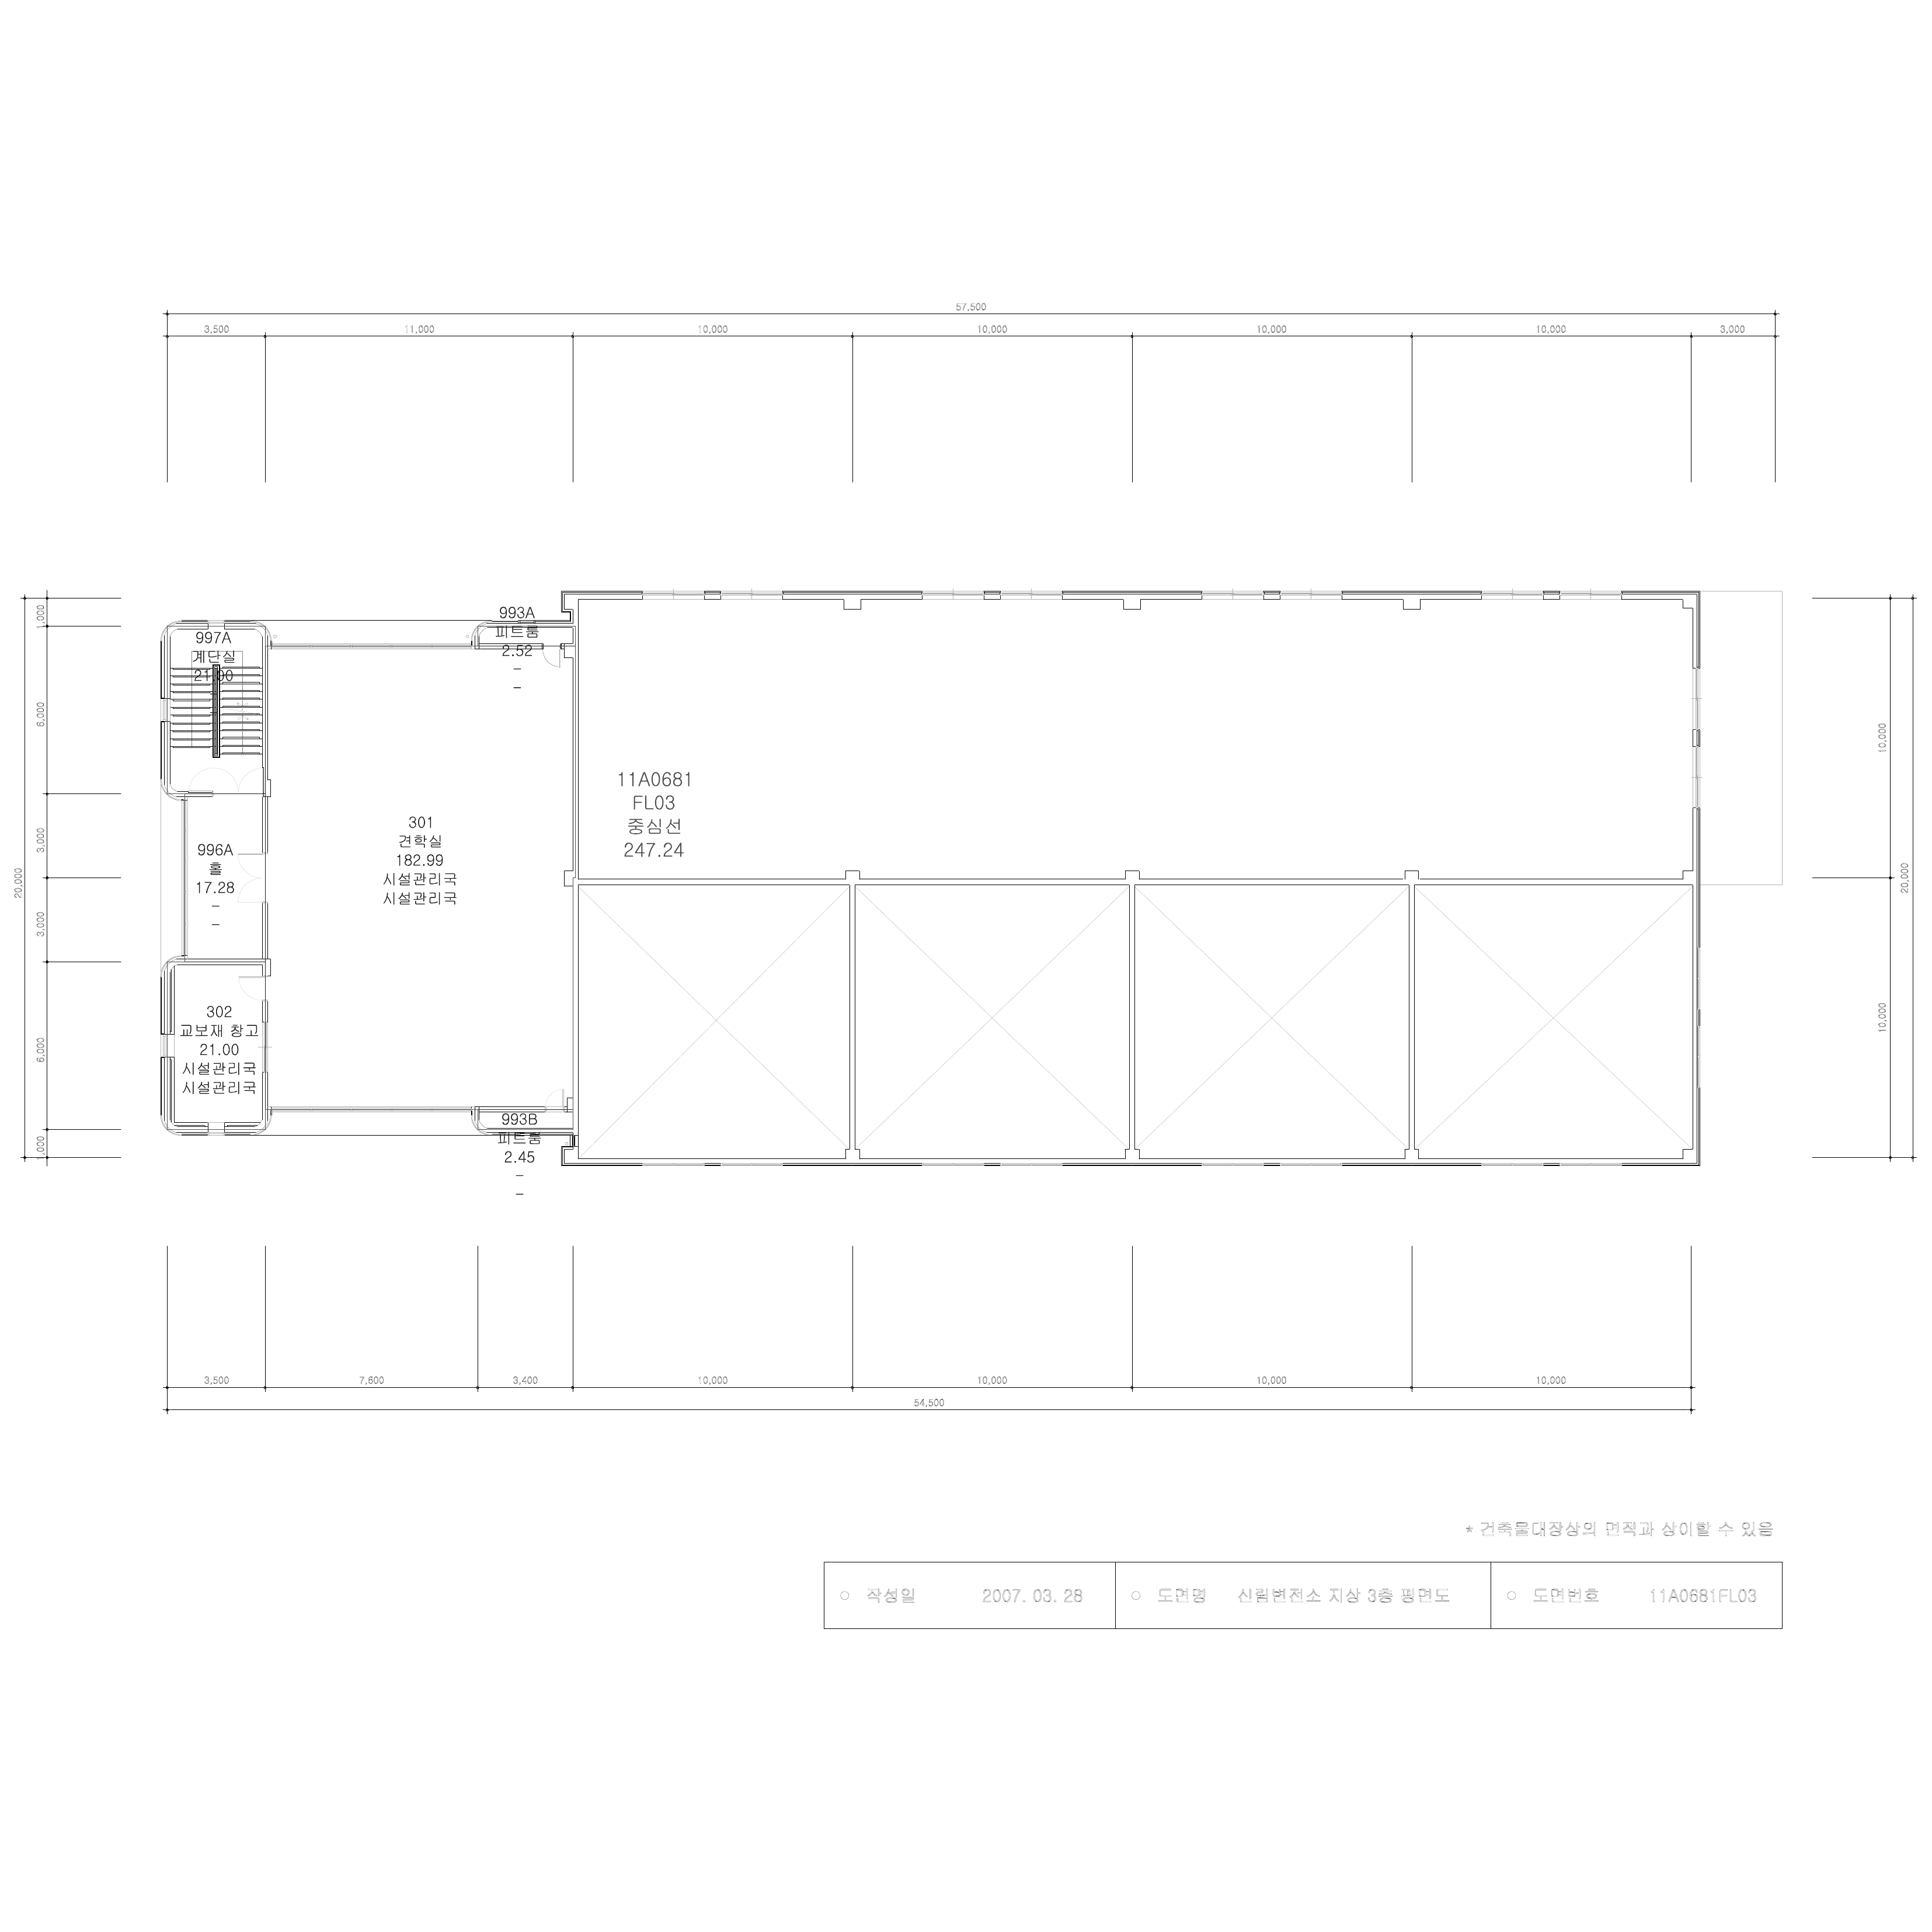 57,500
3,500
11,000
10,000
10,000
10,000
10,000
3,000
1,000
6,000
3,000
3,000
6,000
1,000
20,000
997A
계단실
21.00
993A
피트룸
2.52
–
–
11A0681
FL03
중심선
247.24
301
견학실
182.99
시설관리국
시설관리국
996A
홀
17.28
–
–
302
교보재 창고
21.00
시설관리국
시설관리국
993B
피트룸
2.45
–
–
10,000
10,000
20,000
3,500
7,600
3,400
10,000
10,000
10,000
10,000
54,500
* 건축물대장상의 면적과 상이할 수 있음
○ 작성일 2007. 03. 28
○ 도면명 신림변전소 지상 3층 평면도
○ 도면번호 11A0681FL03